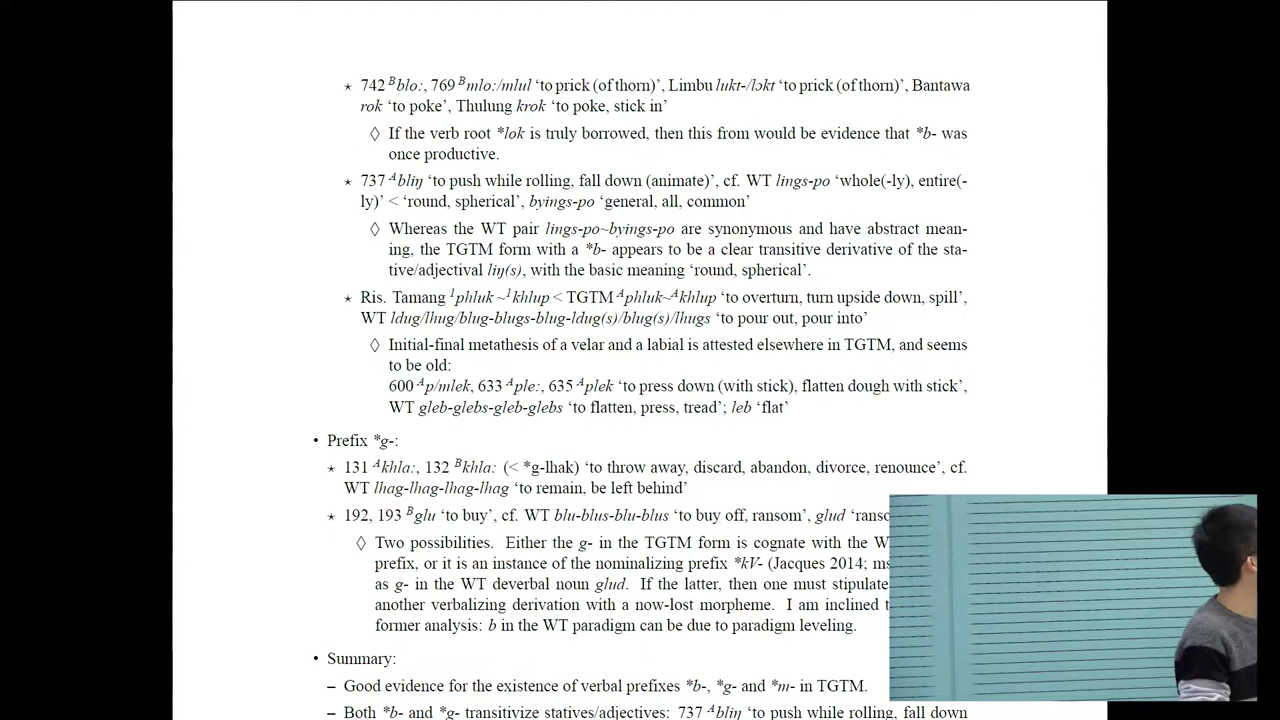 ⋆ 742 ᴮblo:, 769 ᴮmlo:/mlul ‘to prick (of thorn)’, Limbu lukt-/lɔkt ‘to prick (of thorn)’, Bantawa
rok ‘to poke’, Thulung krok ‘to poke, stick in’
◊ If the verb root *lok is truly borrowed, then this from would be evidence that *b- was
once productive.
⋆ 737 ᴬbliŋ ‘to push while rolling, fall down (animate)’, cf. WT lings-po ‘whole(-ly), entire(-
ly)’ < ‘round, spherical’, byings-po ‘general, all, common’
◊ Whereas the WT pair lings-po~byings-po are synonymous and have abstract mean-
ing, the TGTM form with a *b- appears to be a clear transitive derivative of the sta-
tive/adjectival liŋ(s), with the basic meaning ‘round, spherical’.
⋆ Ris. Tamang ¹phluk ~¹khlup < TGTM ᴬphluk~ᴬkhlup ‘to overturn, turn upside down, spill’,
WT ldug/lhug/blug-blugs-blug-ldug(s)/blug(s)/lhugs ‘to pour out, pour into’
◊ Initial-final metathesis of a velar and a labial is attested elsewhere in TGTM, and seems
to be old:
600 ᴬp/mlek, 633 ᴬple:, 635 ᴬplek ‘to press down (with stick), flatten dough with stick’,
WT gleb-glebs-gleb-glebs ‘to flatten, press, tread’; leb ‘flat’
• Prefix *g-:
⋆ 131 ᴬkhla:, 132 ᴮkhla: (< *g-lhak) ‘to throw away, discard, abandon, divorce, renounce’, cf.
WT lhag-lhag-lhag-lhag ‘to remain, be left behind’
⋆ 192, 193 ᴮglu ‘to buy’, cf. WT blu-blus-blu-blus ‘to buy off, ransom’, glud
◊ Two possibilities. Either the g- in the TGTM form is cognate with the
prefix, or it is an instance of the nominalizing prefix *kV- (Jacques 2014;
as g- in the WT deverbal noun glud. If the latter, then one must stipulate
another verbalizing derivation with a now-lost morpheme. I am inclined
former analysis: b in the WT paradigm can be due to paradigm leveling.
• Summary:
– Good evidence for the existence of verbal prefixes *b-, *g- and *m- in TGTM.
– Both *b- and *g- transitivize statives/adjectives: 737 ᴬbliŋ ‘to push while rolling, fall down